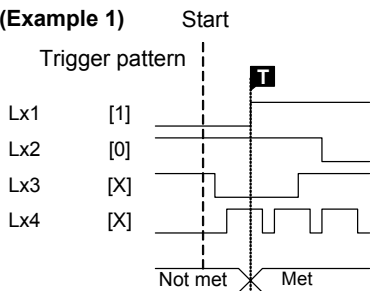 (Example 1) Start
Trigger pattern
T
Lx1 [1]
Lx2 [0]
Lx3 [X]
Lx4 [X]
Not met Met